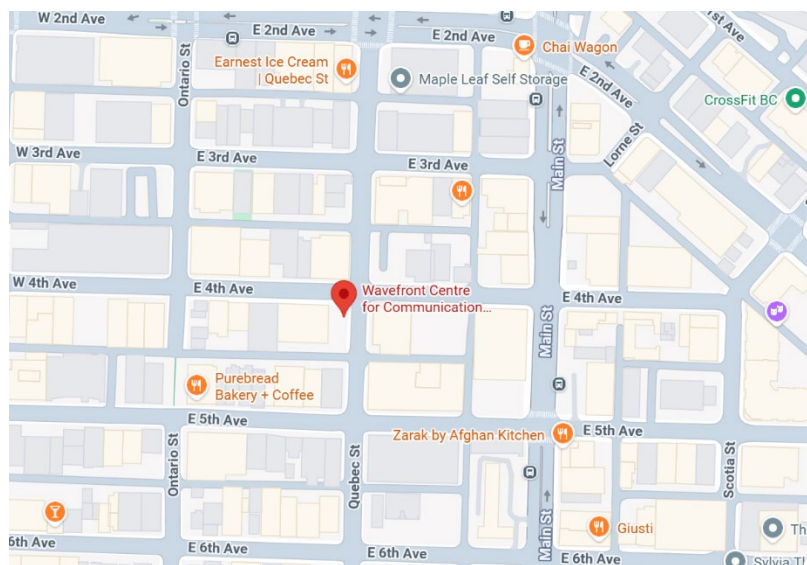 W 2nd Ave
E 2nd Ave
E 2nd Ave
Chai Wagon
Earnest Ice Cream
| Quebec St
Maple Leaf Self Storage
E 2nd Ave
CrossFit BC
Ontario St
Main St
Lorne St
W 3rd Ave
E 3rd Ave
E 3rd Ave
W 4th Ave
E 4th Ave
Wavefront Centre
for Communication...
E 4th Ave
Main St
Purebread
Bakery + Coffee
E 5th Ave
Zarak by Afghan Kitchen
E 5th Ave
Ontario St
Quebec St
Scotia St
Main St
Giusti
Th
6th Ave
E 6th Ave
E 6th Ave